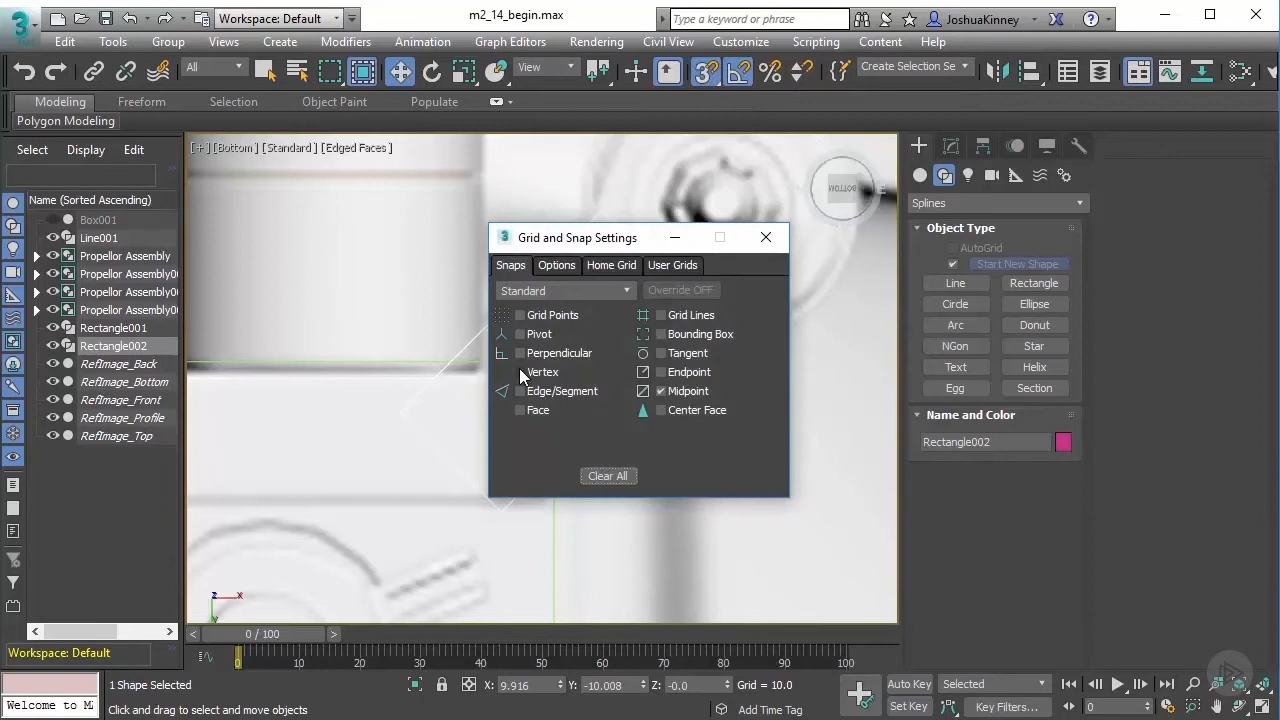 3
Workspace: Default
m2_14_begin.max
Type a keyword or phrase
JoshuaKinney
Edit Tools Group Views Create Modifiers Animation Graph Editors Rendering Civil View Customize Scripting Content Help
All
View
3
Create Selection Se
Modeling Freeform Selection Object Paint Populate
Polygon Modeling
Select Display Edit
[+] [Bottom] [Standard] [Edged Faces]
BOTTOM
Name (Sorted Ascending)
Box001
Line001
Propellor Assembly
Propellor Assembly0
Propellor Assembly0
Propellor Assembly0
Rectangle001
Rectangle002
RefImage_Back
RefImage_Bottom
RefImage_Front
RefImage_Profile
RefImage_Top
Workspace: Default
3 Grid and Snap Settings
Snaps Options Home Grid User Grids
Standard Override OFF
Grid Points Grid Lines
Pivot Bounding Box
Perpendicular Tangent
Vertex Endpoint
Edge/Segment Midpoint
Face Center Face
Clear All
Splines
Object Type
AutoGrid
Start New Shape
Line Rectangle
Circle Ellipse
Arc Donut
NGon Star
Text Helix
Egg Section
Name and Color
Rectangle002
z x
y
< 0 / 100 >
0 10 20 30 40 50 60 70 80 90 100
1 Shape Selected
X: 9.916 Y: -10.008 Z: -0.0 Grid = 10.0
Auto Key Selected
Welcome to M
Click and drag to select and move objects
Add Time Tag
Set Key Key Filters... 0